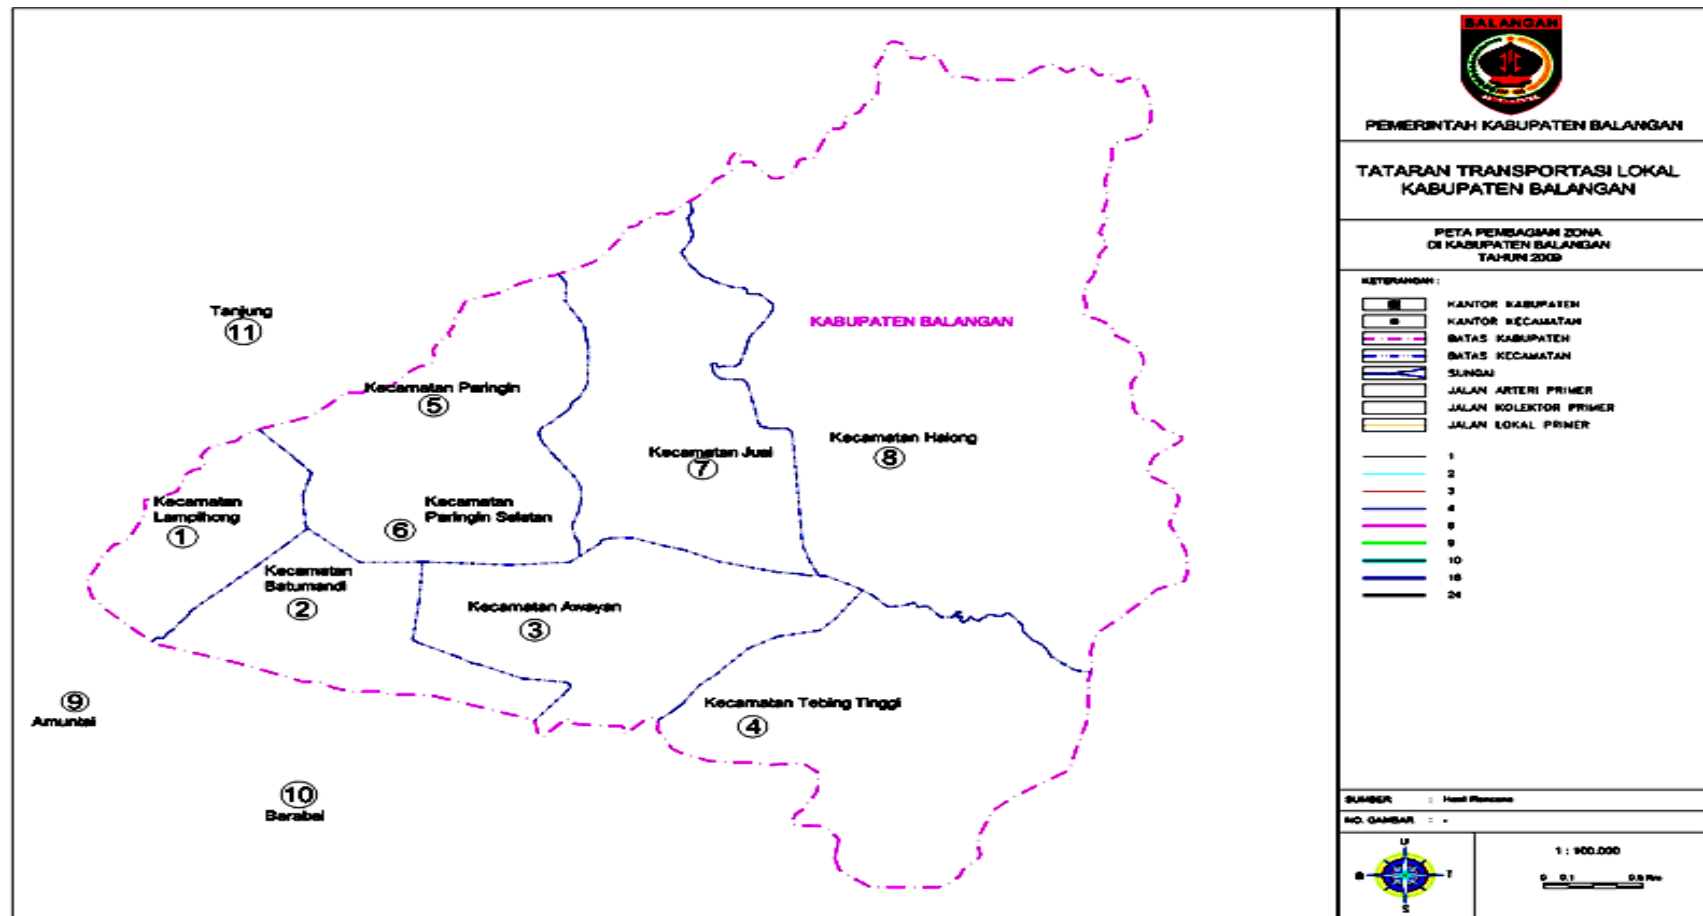 Tanjung
11
KABUPATEN BALANGAN
Kecamatan Paringin
5
Kecamatan Halong
8
Kecamatan Juai
7
Kecamatan
Lampihong
1
Kecamatan
Paringin Selatan
6
Kecamatan
Batumandi
2
Kecamatan Awayan
3
Kecamatan Tebing Tinggi
4
9
Amuntai
10
Barabai
BALANGAN
PEMERINTAH KABUPATEN BALANGAN
TATARAN TRANSPORTASI LOKAL
KABUPATEN BALANGAN
PETA PEMBAGIAN ZONA
DI KABUPATEN BALANGAN
TAHUN 2009
KETERANGAN :
KANTOR KABUPATEN
KANTOR KECAMATAN
BATAS KABUPATEN
BATAS KECAMATAN
SUNGAI
JALAN ARTERI PRIMER
JALAN KOLEKTOR PRIMER
JALAN LOKAL PRIMER
1
2
3
4
10
24
SUMBER : Hasil Rencana
NO. GAMBAR : -
U
B
T
S
0 0.1